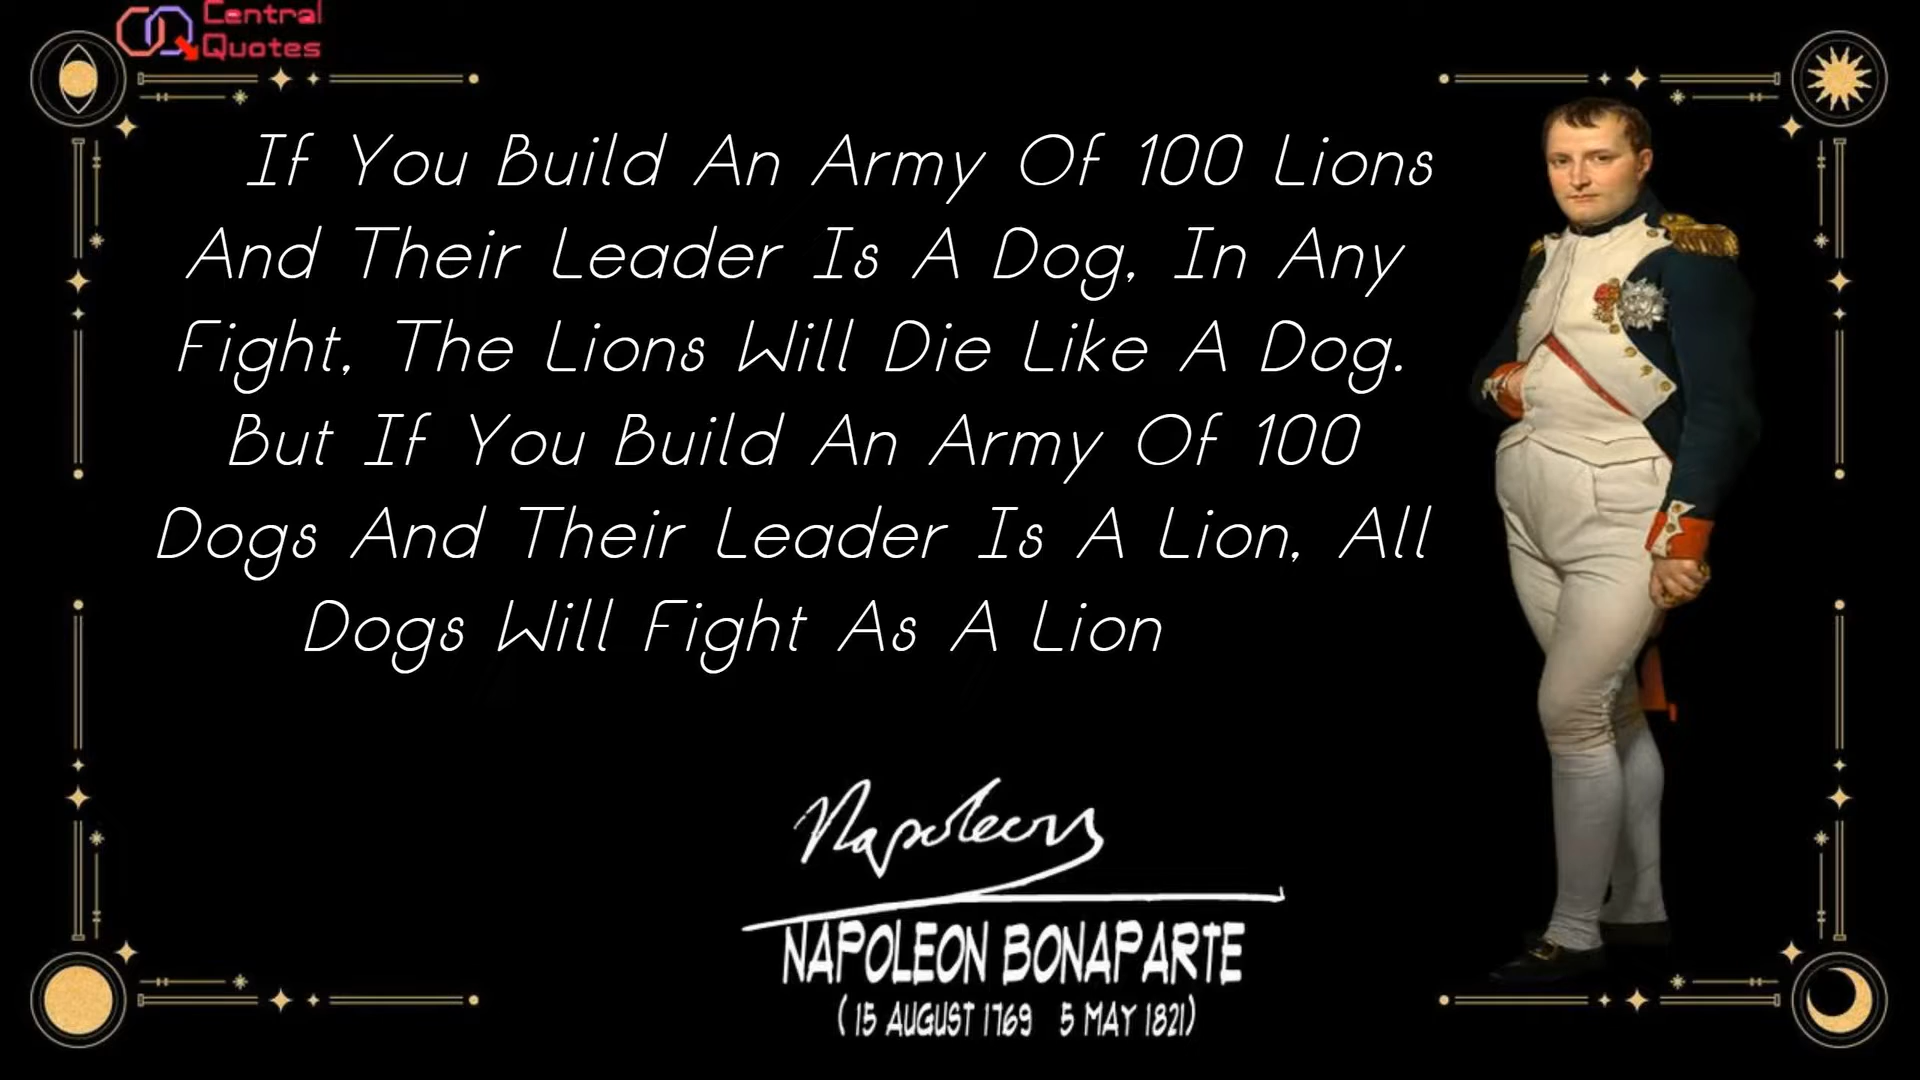 Central
Quotes
If You Build An Army Of 100 Lions
And Their Leader Is A Dog, In Any
Fight, The Lions Will Die Like A Dog.
But If You Build An Army Of 100
Dogs And Their Leader Is A Lion, All
Dogs Will Fight As A Lion
Napoleon
NAPOLEON BONAPARTE
( 15 AUGUST 1769 5 MAY 1821)